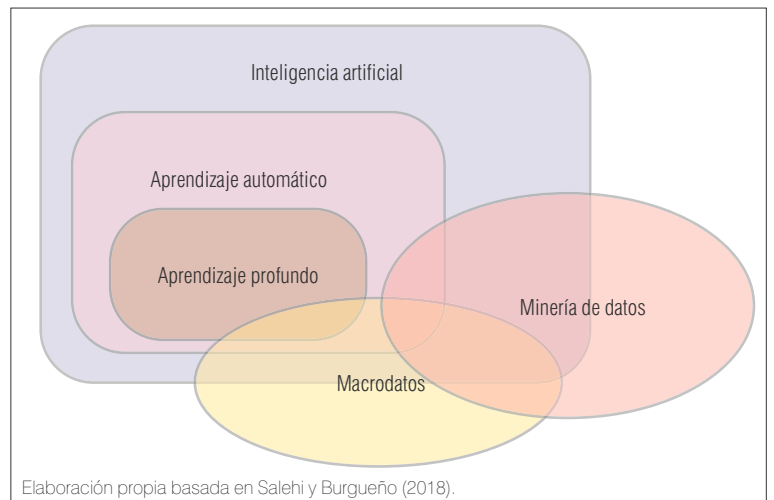 Inteligencia artificial
Aprendizaje automático
Aprendizaje profundo
Minería de datos
Macrodatos
Elaboración propia basada en Salehi y Burgueño (2018).